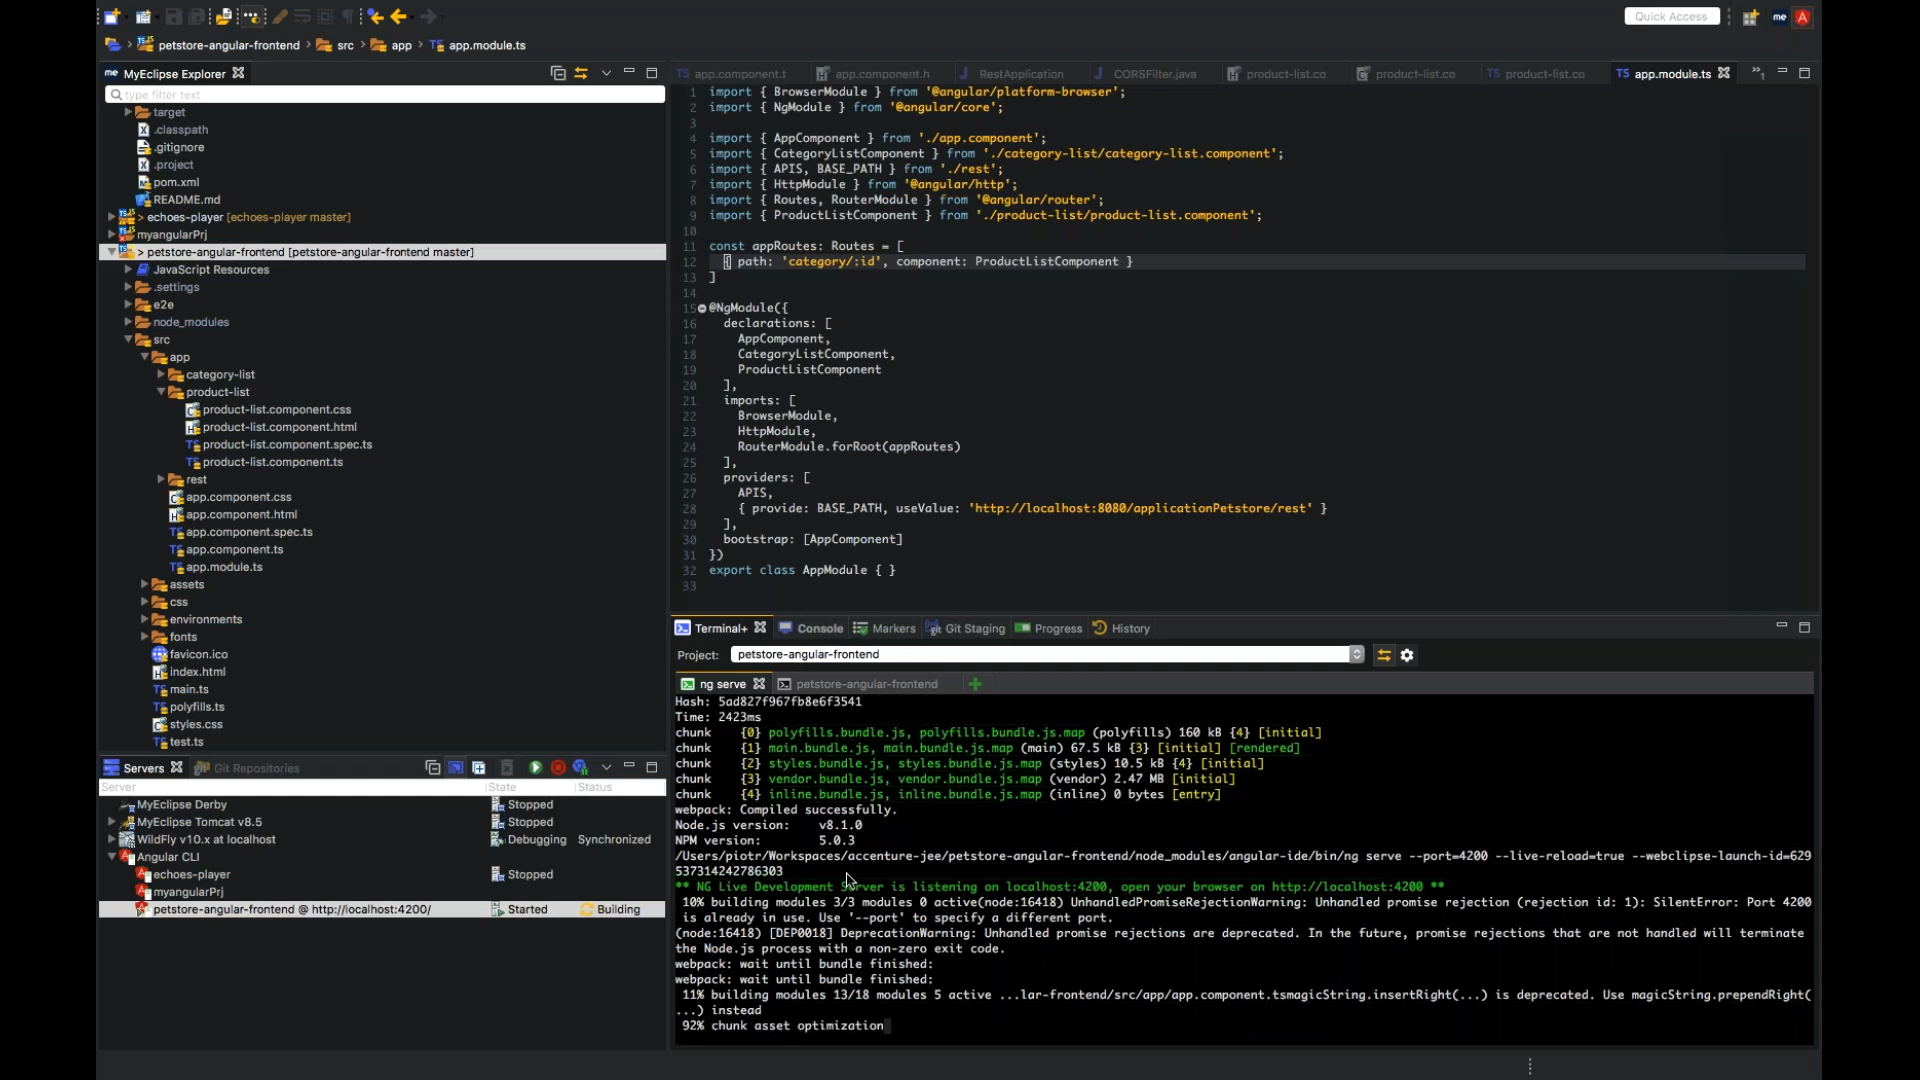 Quick Access
me
petstore-angular-frontend > src > app > app.module.ts
me MyEclipse Explorer
type filter text
target
.classpath
.gitignore
.project
pom.xml
README.md
> echoes-player [echoes-player master]
myangularPrj
> petstore-angular-frontend [petstore-angular-frontend master]
JavaScript Resources
.settings
e2e
node_modules
src
app
category-list
product-list
product-list.component.css
product-list.component.html
product-list.component.spec.ts
product-list.component.ts
rest
app.component.css
app.component.html
app.component.spec.ts
app.component.ts
app.module.ts
assets
css
environments
fonts
favicon.ico
index.html
main.ts
polyfills.ts
styles.css
test.ts
Servers Git Repositories
Server State Status
MyEclipse Derby Stopped
MyEclipse Tomcat v8.5 Stopped
WildFly v10.x at localhost Debugging Synchronized
Angular CLI
echoes-player Stopped
myangularPrj
petstore-angular-frontend @ http://localhost:4200/ Started Building
app.component.t app.component.h RestApplication CORSFilter.java product-list.co product-list.co product-list.co app.module.ts
1 import { BrowserModule } from '@angular/platform-browser';
2 import { NgModule } from '@angular/core';
3
4 import { AppComponent } from './app.component';
5 import { CategoryListComponent } from './category-list/category-list.component';
6 import { APIS, BASE_PATH } from './rest';
7 import { HttpModule } from '@angular/http';
8 import { Routes, RouterModule } from '@angular/router';
9 import { ProductListComponent } from './product-list/product-list.component';
10
11 const appRoutes: Routes = [
12 { path: 'category/:id', component: ProductListComponent }
13 ]
14
15 @NgModule({
16 declarations: [
17 AppComponent,
18 CategoryListComponent,
19 ProductListComponent
20 ],
21 imports: [
22 BrowserModule,
23 HttpModule,
24 RouterModule.forRoot(appRoutes)
25 ],
26 providers: [
27 APIS,
28 { provide: BASE_PATH, useValue: 'http://localhost:8080/applicationPetstore/rest' }
29 ],
30 bootstrap: [AppComponent]
31 })
32 export class AppModule { }
33
Terminal+ Console Markers Git Staging Progress History
Project: petstore-angular-frontend
ng serve petstore-angular-frontend
Hash: 5ad827f967fb8e6f3541
Time: 2423ms
chunk {0} polyfills.bundle.js, polyfills.bundle.js.map (polyfills) 160 kB {4} [initial]
chunk {1} main.bundle.js, main.bundle.js.map (main) 67.5 kB {3} [initial] [rendered]
chunk {2} styles.bundle.js, styles.bundle.js.map (styles) 10.5 kB {4} [initial]
chunk {3} vendor.bundle.js, vendor.bundle.js.map (vendor) 2.47 MB [initial]
chunk {4} inline.bundle.js, inline.bundle.js.map (inline) 0 bytes [entry]
webpack: Compiled successfully.
Node.js version: v8.1.0
NPM version: 5.0.3
/Users/piotr/Workspaces/accenture-jee/petstore-angular-frontend/node_modules/angular-ide/bin/ng serve --port=4200 --live-reload=true --webclipse-launch-id=629
537314242786303
** NG Live Development Server is listening on localhost:4200, open your browser on http://localhost:4200 **
10% building modules 3/3 modules 0 active(node:16418) UnhandledPromiseRejectionWarning: Unhandled promise rejection (rejection id: 1): SilentError: Port 4200
is already in use. Use '--port' to specify a different port.
(node:16418) [DEP0018] DeprecationWarning: Unhandled promise rejections are deprecated. In the future, promise rejections that are not handled will terminate
the Node.js process with a non-zero exit code.
webpack: wait until bundle finished:
webpack: wait until bundle finished:
11% building modules 13/18 modules 5 active ...lar-frontend/src/app/app.component.tsmagicString.insertRight(...) is deprecated. Use magicString.prependRight(
...) instead
92% chunk asset optimization